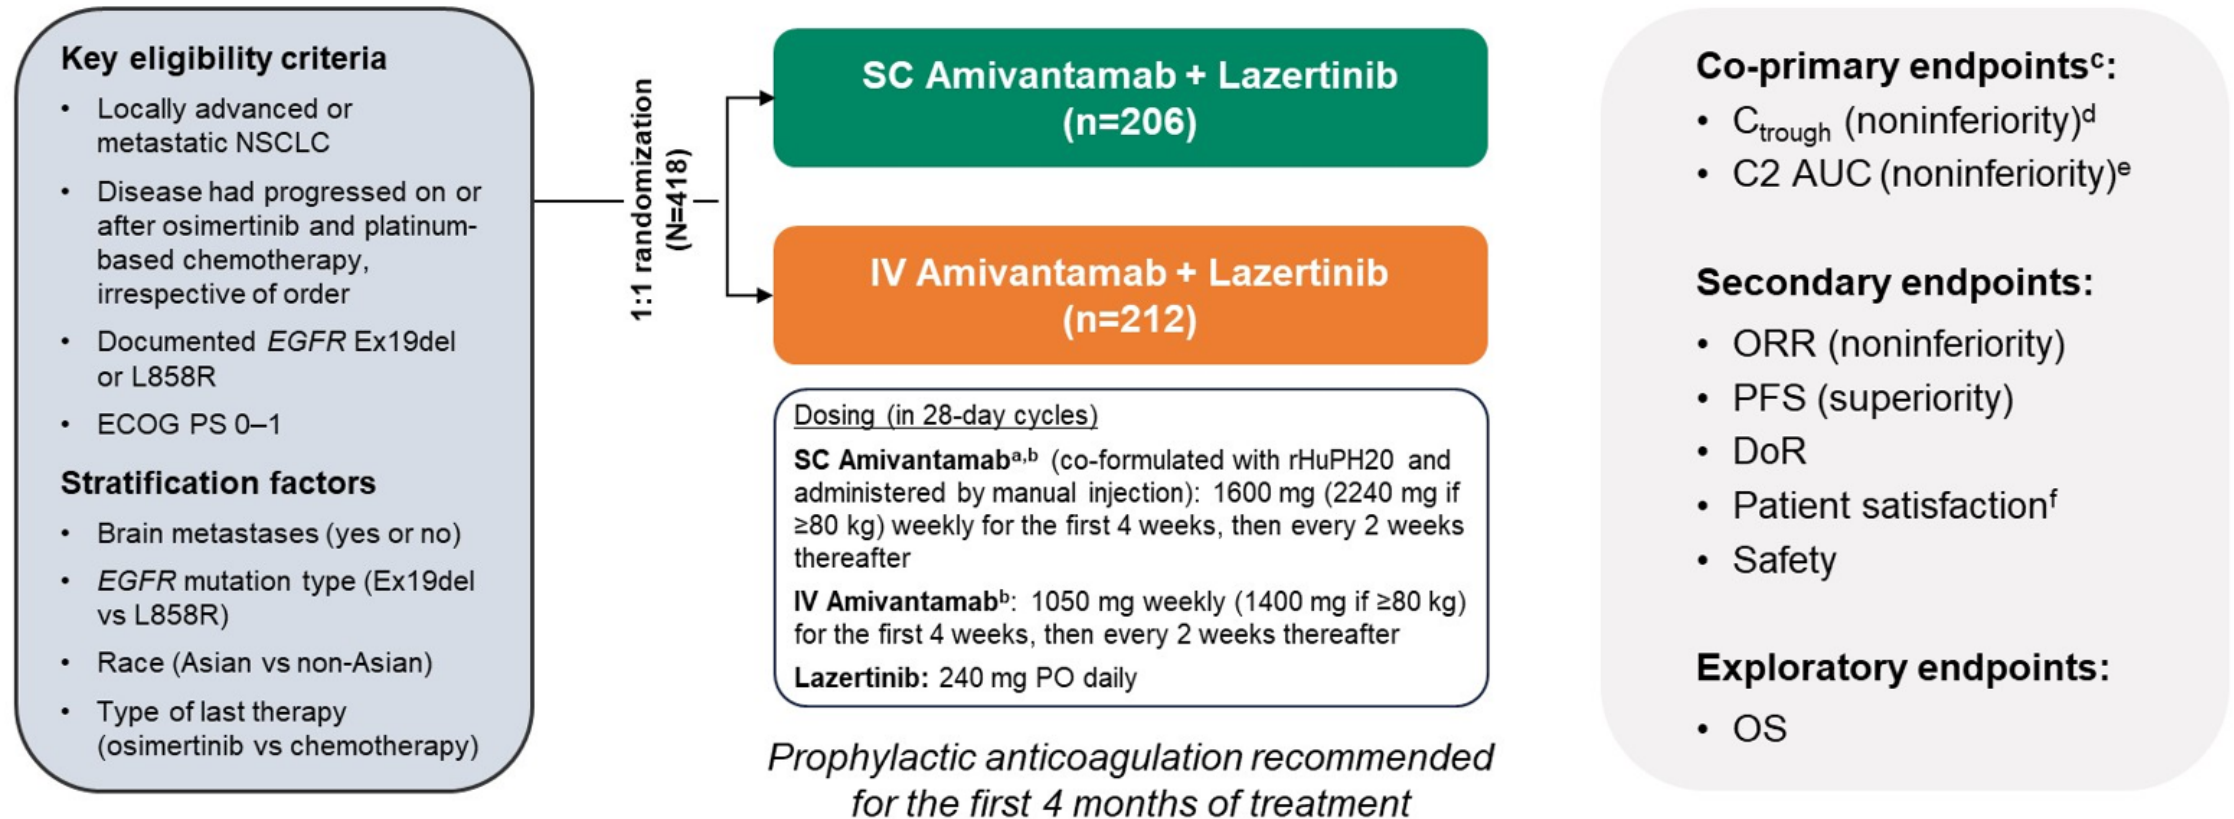 Key eligibility criteria
• Locally advanced or
metastatic NSCLC
• Disease had progressed on or
after osimertinib and platinum-
based chemotherapy,
irrespective of order
• Documented EGFR Ex19del
or L858R
• ECOG PS 0–1
Stratification factors
• Brain metastases (yes or no)
• EGFR mutation type (Ex19del
vs L858R)
• Race (Asian vs non-Asian)
• Type of last therapy
(osimertinib vs chemotherapy)
1:1 randomization
(N=418)
SC Amivantamab + Lazertinib
(n=206)
IV Amivantamab + Lazertinib
(n=212)
Dosing (in 28-day cycles)
SC Amivantamabᵃ,ᵇ (co-formulated with rHuPH20 and
administered by manual injection): 1600 mg (2240 mg if
≥80 kg) weekly for the first 4 weeks, then every 2 weeks
thereafter
IV Amivantamabᵇ: 1050 mg weekly (1400 mg if ≥80 kg)
for the first 4 weeks, then every 2 weeks thereafter
Lazertinib: 240 mg PO daily
Prophylactic anticoagulation recommended
for the first 4 months of treatment
Co-primary endpointsᶜ:
• Ctrough (noninferiority)ᵈ
• C2 AUC (noninferiority)ᵉ
Secondary endpoints:
• ORR (noninferiority)
• PFS (superiority)
• DoR
• Patient satisfactionᶠ
• Safety
Exploratory endpoints:
• OS